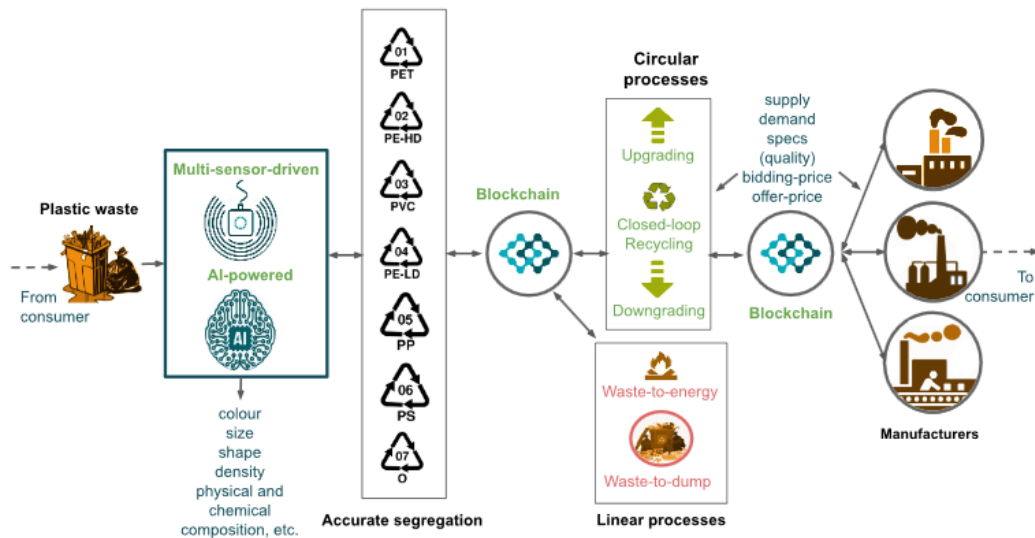 Plastic waste
From
consumer
Multi-sensor-driven
AI-powered
AI
colour
size
shape
density
physical and
chemical
composition, etc.
01
PET
02
PE-HD
03
PVC
04
PE-LD
05
PP
06
PS
07
O
Accurate segregation
Blockchain
Circular
processes
Upgrading
Closed-loop
Recycling
Downgrading
Waste-to-energy
Waste-to-dump
Linear processes
supply
demand
specs
(quality)
bidding-price
offer-price
Blockchain
Manufacturers
To
consumer